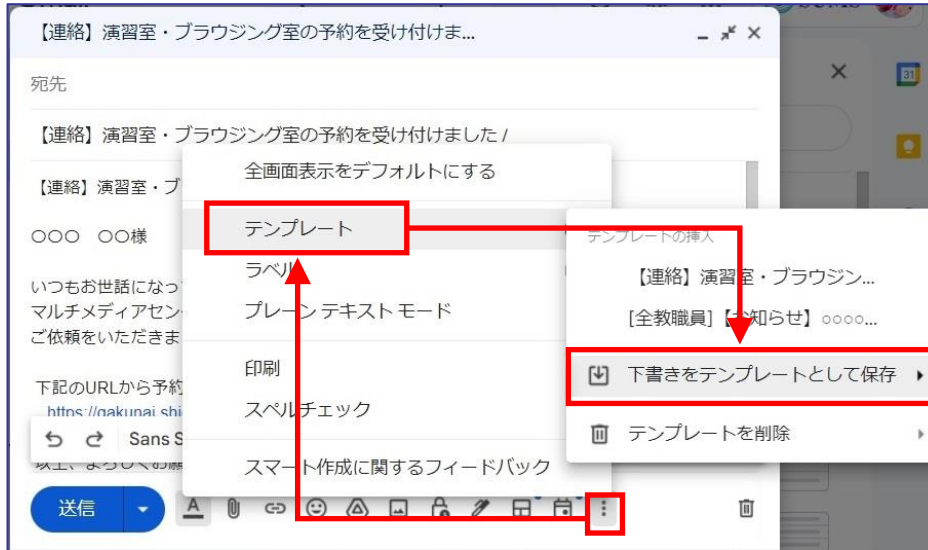 【連絡】演習室・ブラウジング室の予約を受け付けま...
宛先
【連絡】演習室・ブラウジング室の予約を受け付けました /
【連絡】演習室・ブ
○○○ ○○様
いつもお世話になっ
マルチメディアセン
ご依頼をいただきま
下記のURLから予約
https://gakunai.shi
Sans S
以上、よろしくお願
送信
全画面表示をデフォルトにする
テンプレート
ラベル
プレーン テキスト モード
印刷
スペルチェック
スマート作成に関するフィードバック
テンプレートの挿入
【連絡】演習室・ブラウジン...
[全教職員]【お知らせ】○○○○...
下書きをテンプレートとして保存
テンプレートを削除
31